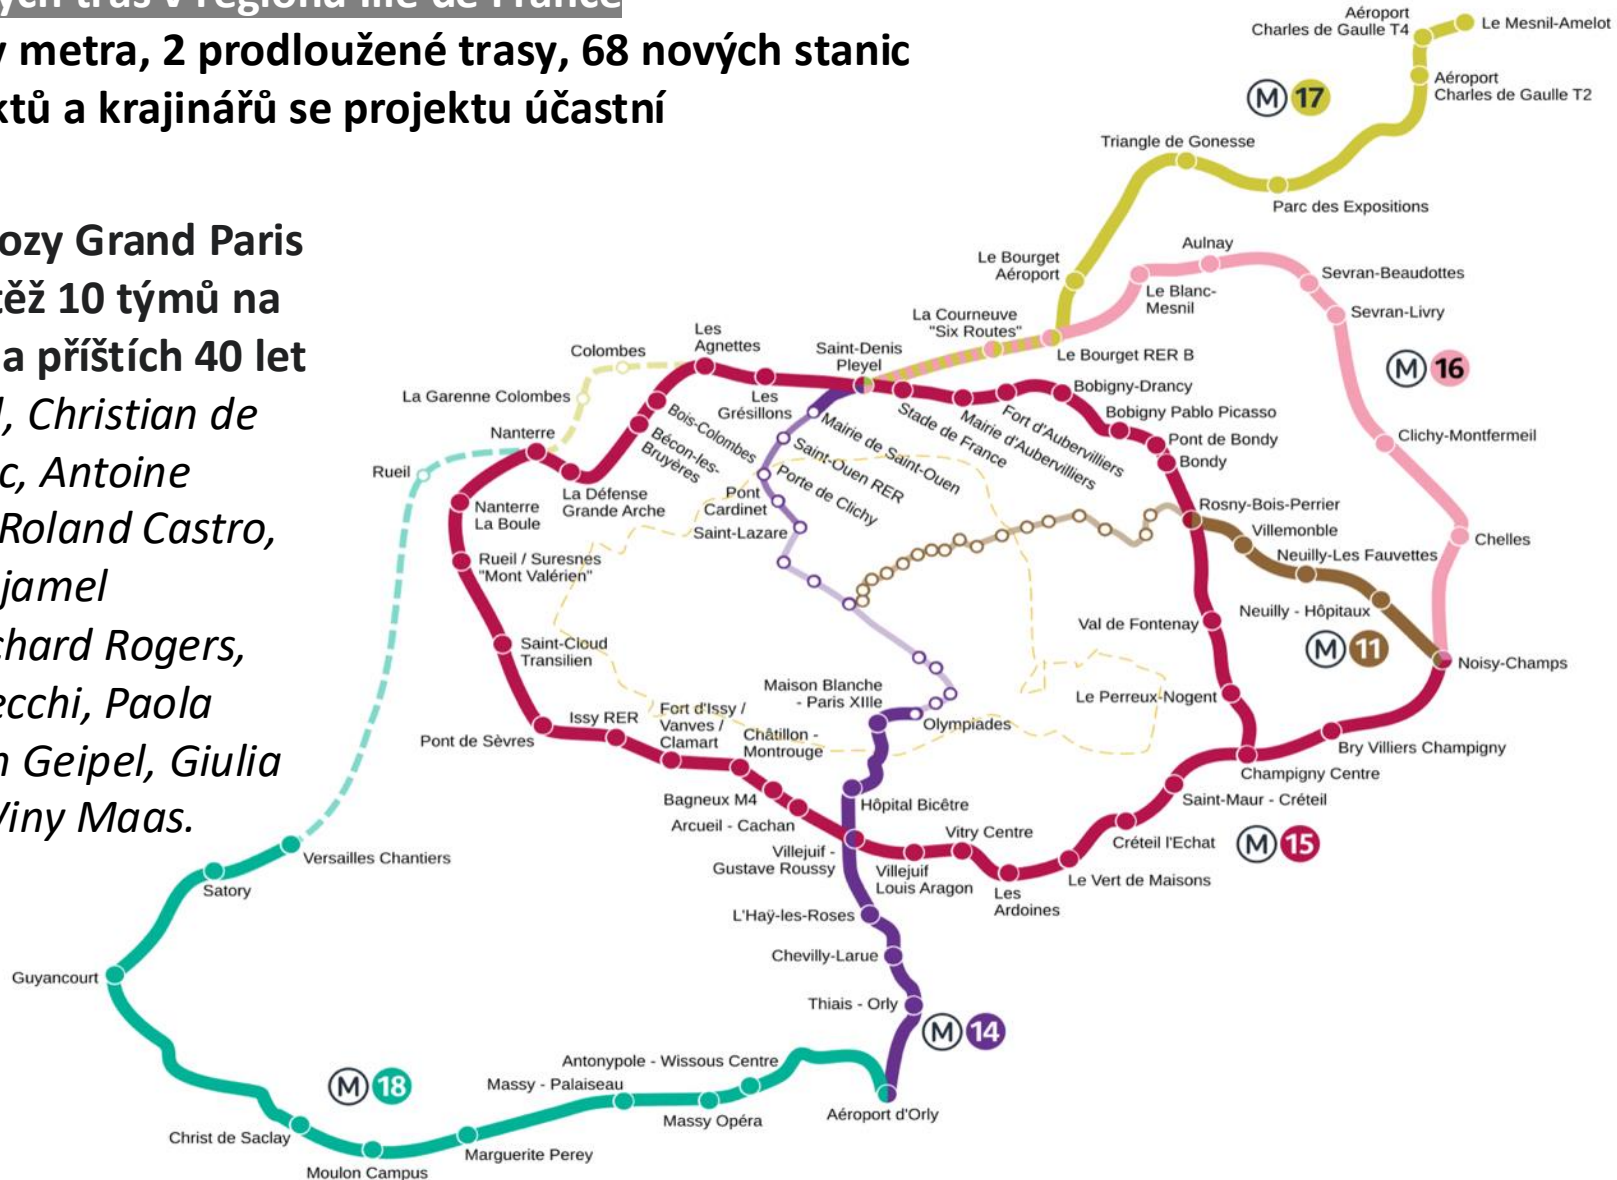 ých tras v regionu Ile de France
y metra, 2 prodloužené trasy, 68 nových stanic
ktů a krajinářů se projektu účastní
ozy Grand Paris
těž 10 týmů na
a příštích 40 let
l, Christian de
c, Antoine
Roland Castro,
jamel
chard Rogers,
ecchi, Paola
n Geipel, Giulia
Winy Maas.
Aéroport
Charles de Gaulle T4
Le Mesnil-Amelot
Aéroport
Charles de Gaulle T2
M 17
Triangle de Gonesse
Parc des Expositions
Le Bourget
Aéroport
Aulnay
Sevran-Beaudottes
Le Blanc-
Mesnil
Sevran-Livry
La Courneuve
"Six Routes"
Le Bourget RER B
M 16
Les
Agnettes
Saint-Denis
Pleyel
Colombes
La Garenne Colombes
Les
Grésillons
Bobigny-Drancy
Bobigny Pablo Picasso
Pont de Bondy
Bondy
Clichy-Montfermeil
Stade de France
Mairie d'Aubervilliers
Fort d'Aubervilliers
Mairie de Saint-Ouen
Saint-Ouen RER
Porte de Clichy
Pont
Cardinet
Saint-Lazare
Bois-Colombes
Bécon-les-
Bruyères
Nanterre
Rueil
La Défense
Grande Arche
Nanterre
La Boule
Rueil / Suresnes
"Mont Valérien"
Rosny-Bois-Perrier
Villemonble
Neuilly-Les Fauvettes
Chelles
Neuilly - Hôpitaux
Val de Fontenay
M 11
Noisy-Champs
Saint-Cloud
Transilien
Le Perreux-Nogent
Maison Blanche
- Paris XIIIe
Olympiades
Issy RER
Fort d'Issy /
Vanves /
Clamart
Châtillon -
Montrouge
Pont de Sèvres
Bry Villiers Champigny
Champigny Centre
Saint-Maur - Créteil
Bagneux M4
Hôpital Bicêtre
Arcueil - Cachan
Vitry Centre
Créteil l'Echat
M 15
Villejuif -
Gustave Roussy
Villejuif
Louis Aragon
Les
Ardoines
Le Vert de Maisons
Versailles Chantiers
Satory
L'Haÿ-les-Roses
Chevilly-Larue
Guyancourt
Thiais - Orly
M 14
Antonypole - Wissous Centre
M 18
Massy - Palaiseau
Massy Opéra
Aéroport d'Orly
Christ de Saclay
Marguerite Perey
Moulon Campus